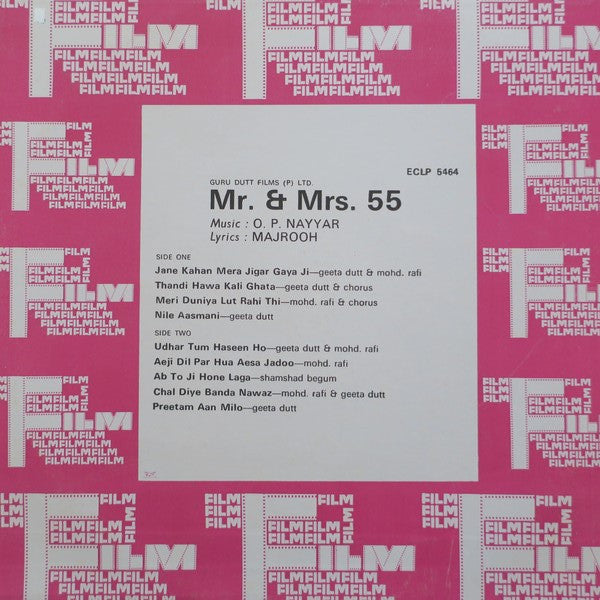 FILM
FILMFILM
FILMFILM
FILMFILM
FILMFILM
ECLP 5464
GURU DUTT FILMS (P) LTD.
Mr. & Mrs. 55
Music : O. P. NAYYAR
Lyrics : MAJROOH
SIDE ONE
Jane Kahan Mera Jigar Gaya Ji—geeta dutt & mohd. rafi
Thandi Hawa Kali Ghata—geeta dutt & chorus
Meri Duniya Lut Rahi Thi—mohd. rafi & chorus
Nile Aasmani—geeta dutt
SIDE TWO
Udhar Tum Haseen Ho—geeta dutt & mohd. rafi
Aeji Dil Par Hua Aesa Jadoo—mohd. rafi
Ab To Ji Hone Laga—shamshad begum
Chal Diye Banda Nawaz—mohd. rafi & geeta dutt
Preetam Aan Milo—geeta dutt